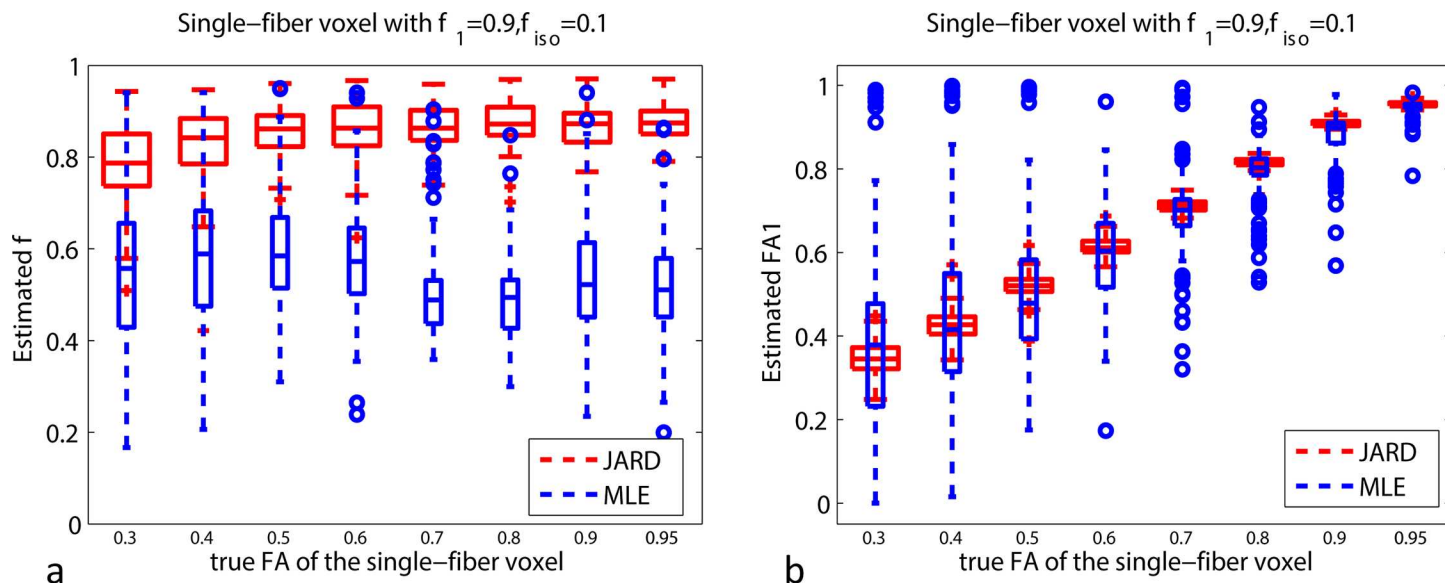 Single−fiber voxel with f 1=0.9,f iso=0.1
Estimated f
1
0.8
0.6
0.4
0.2
0
0.3 0.4 0.5 0.6 0.7 0.8 0.9 0.95
JARD
MLE
true FA of the single−fiber voxel
a
Single−fiber voxel with f 1=0.9,f iso=0.1
Estimated FA1
1
0.8
0.6
0.4
0.2
0
0.3 0.4 0.5 0.6 0.7 0.8 0.9 0.95
JARD
MLE
true FA of the single−fiber voxel
b